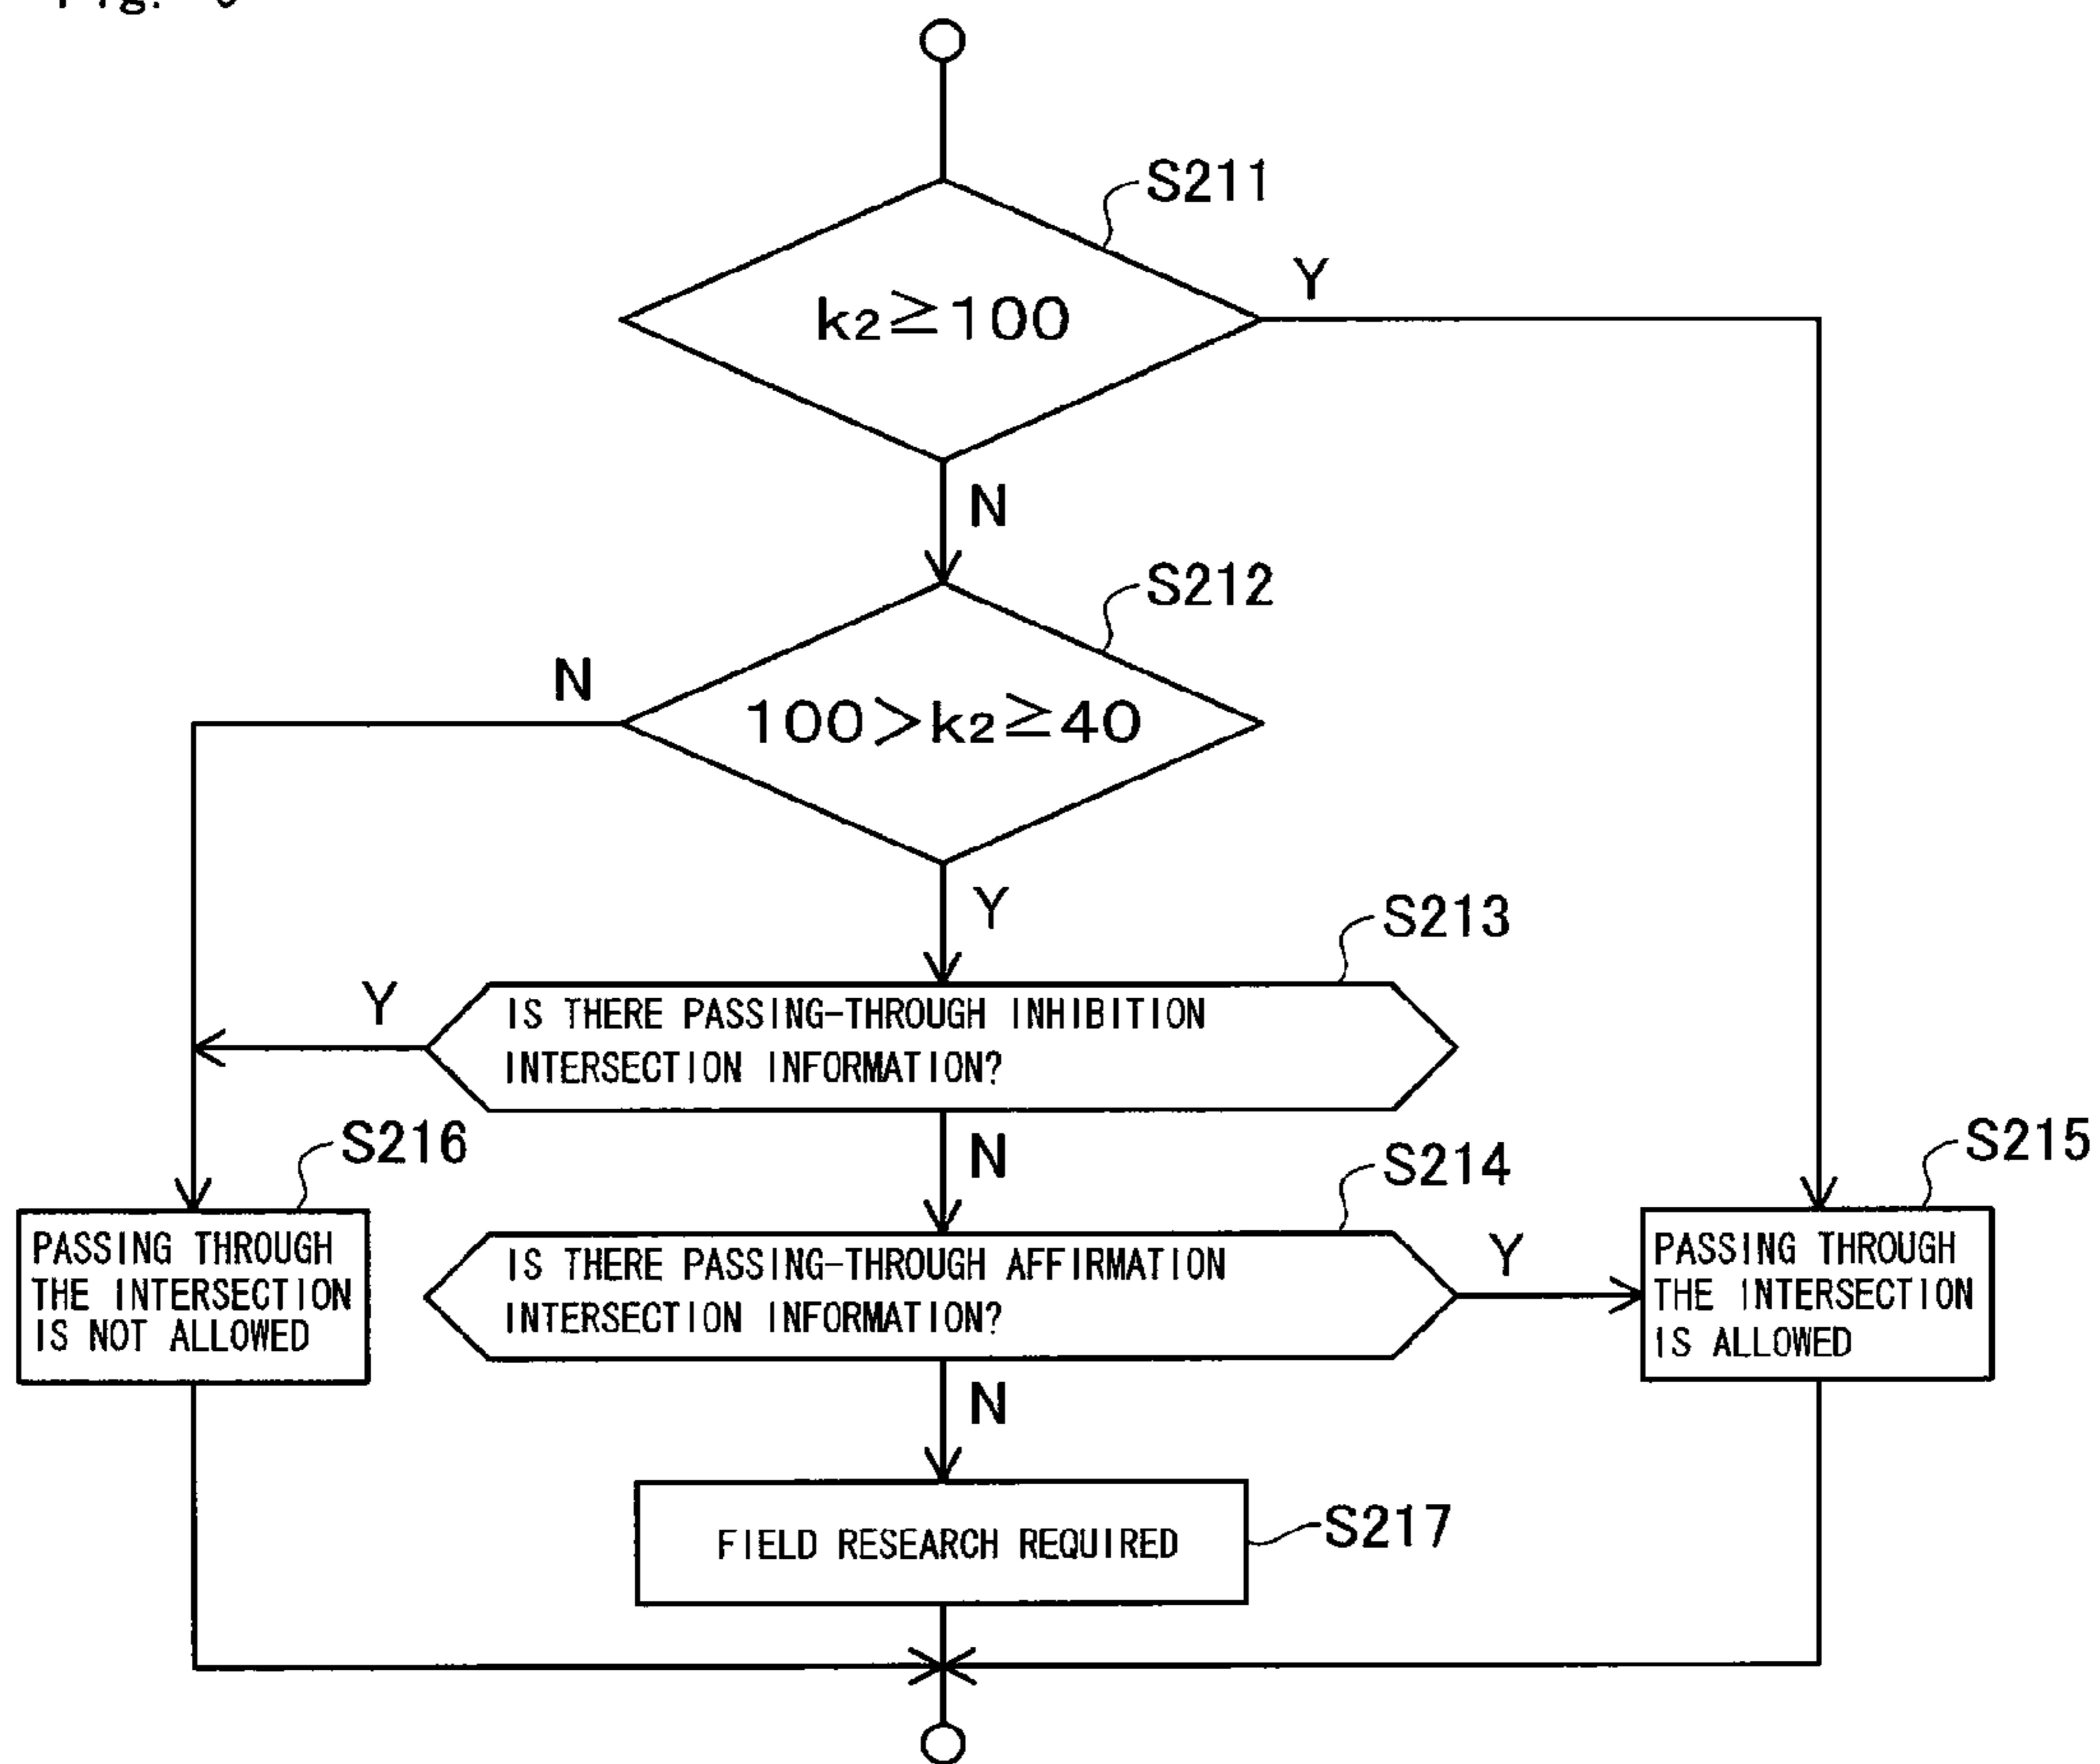 Fig.
S211
k2≧100
Y
N
S212
100>k2≧40
N
Y
S213
IS THERE PASSING-THROUGH INHIBITION
INTERSECTION INFORMATION?
Y
N
S216
PASSING THROUGH
THE INTERSECTION
IS NOT ALLOWED
S214
IS THERE PASSING-THROUGH AFFIRMATION
INTERSECTION INFORMATION?
Y
N
S215
PASSING THROUGH
THE INTERSECTION
IS ALLOWED
FIELD RESEARCH REQUIRED
S217